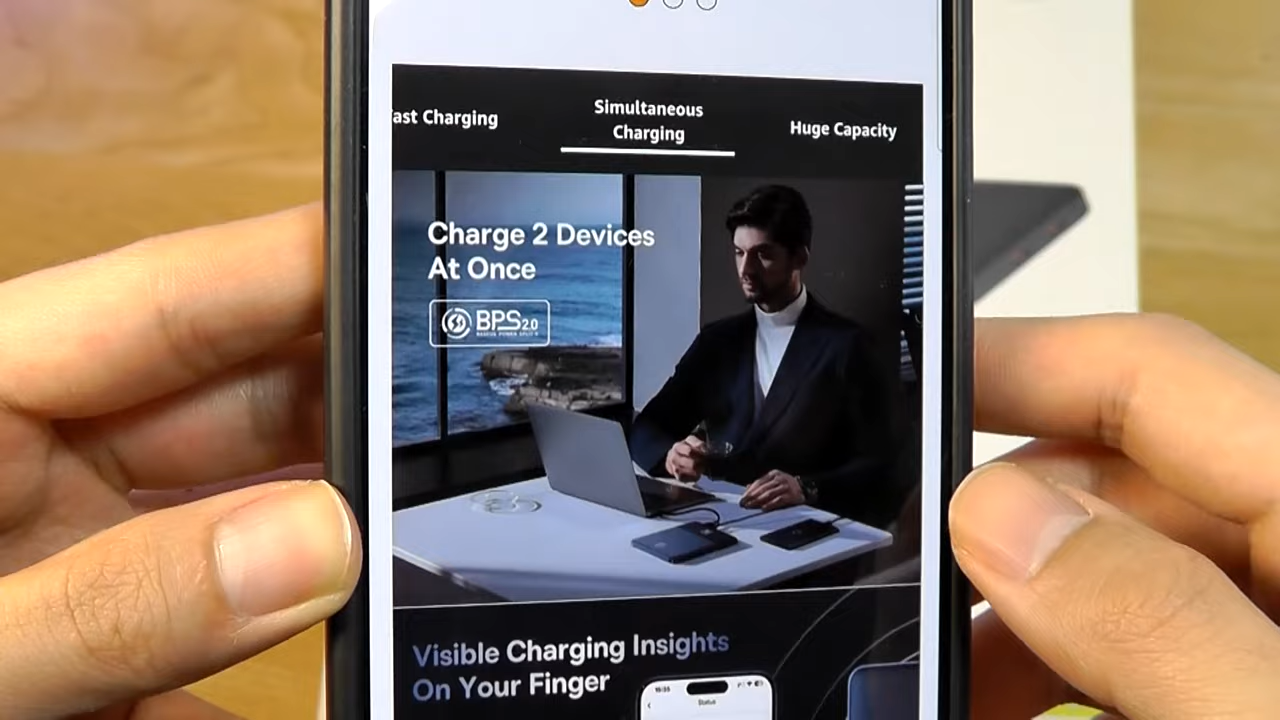 ast Charging
Simultaneous
Charging
Huge Capacity
Charge 2 Devices
At Once
BPS2.0
Visible Charging Insights
On Your Finger
Status